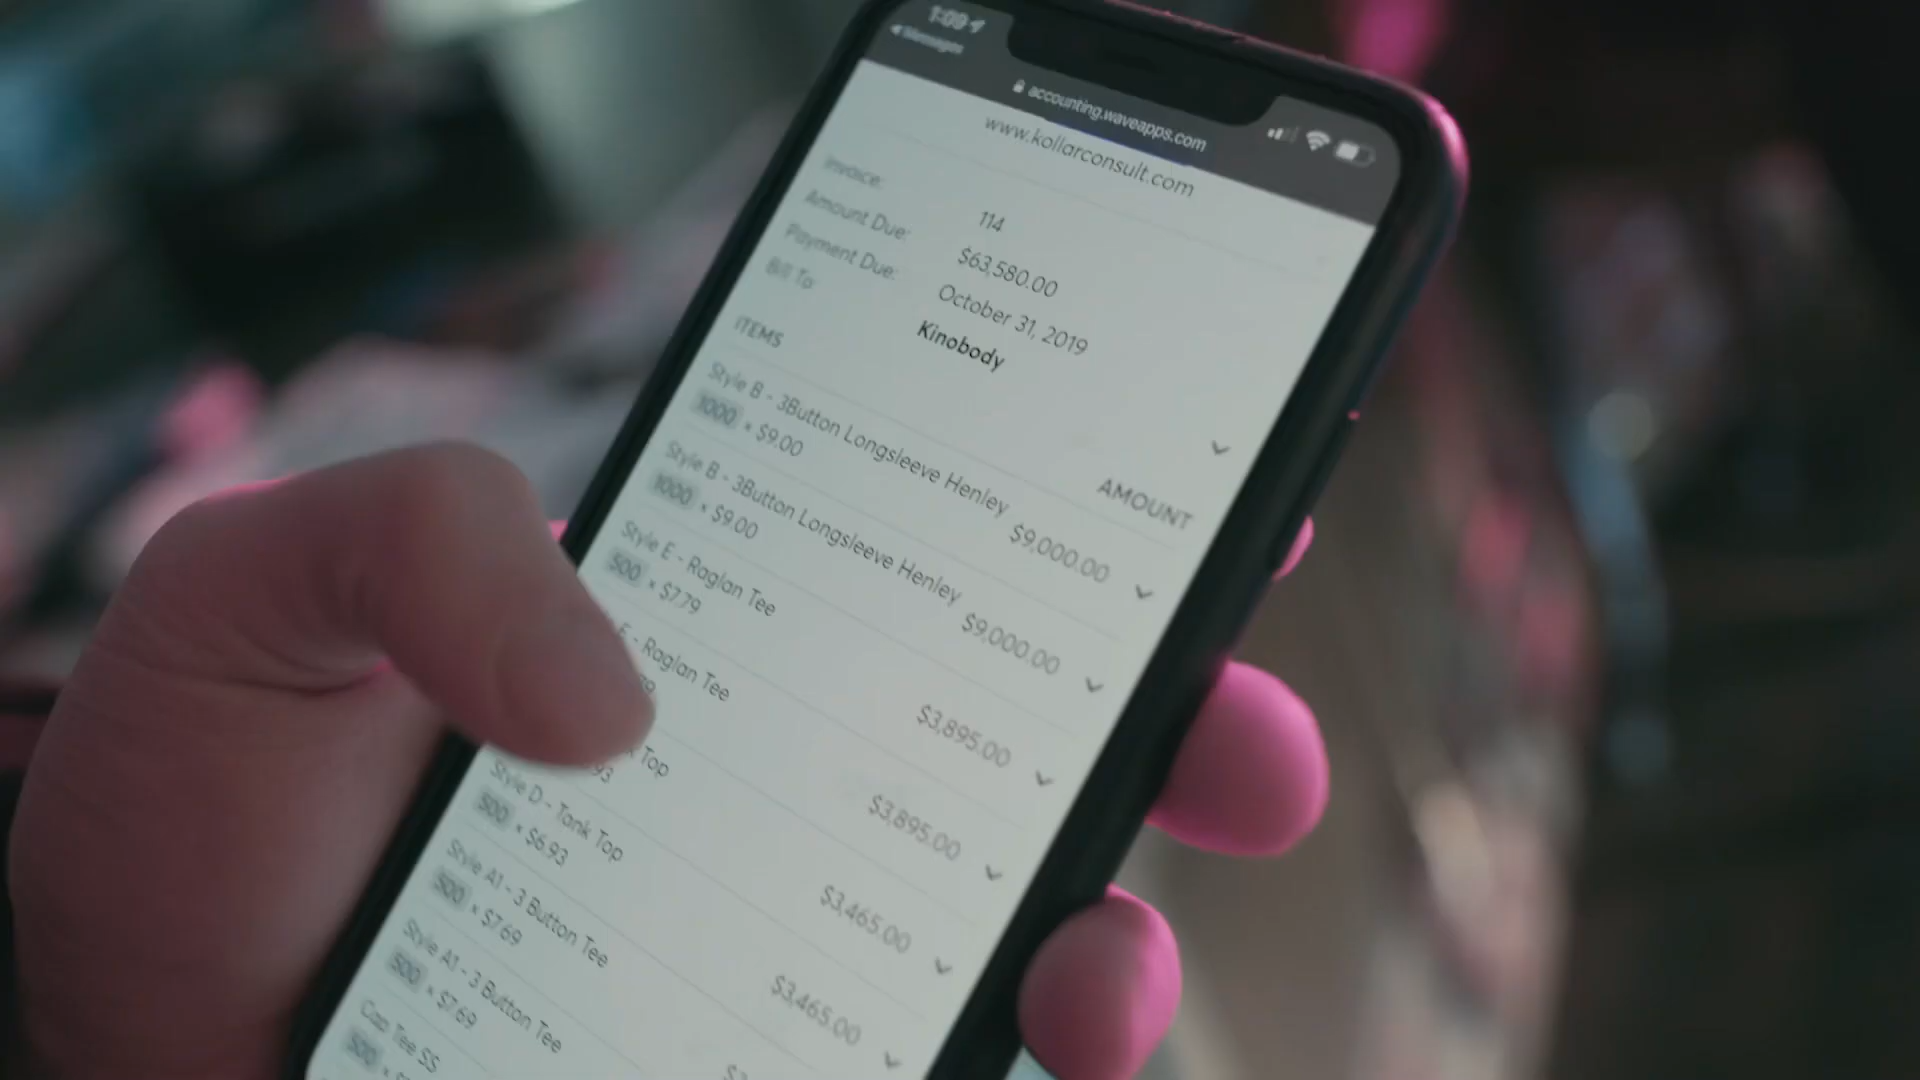 1:09
accounting.waveapps.com
www.kollarconsult.com
Invoice: 114
Amount Due: $63,580.00
Payment Due: October 31, 2019
Bill To Kinobody
ITEMS AMOUNT
Style B - 3Button Longsleeve Henley $9,000.00
1000 × $9.00
Style B - 3Button Longsleeve Henley $9,000.00
1000 × $9.00
Style E - Raglan Tee $3,895.00
500 × $7.79
- Raglan Tee $3,895.00
Top $3,465.00
Style D - Tank Top $3,465.00
500 × $6.93
Style A1 - 3 Button Tee
500 × $7.69
Style A1 - 3 Button Tee
500 × $7.69
Cap Tee SS
500 ×